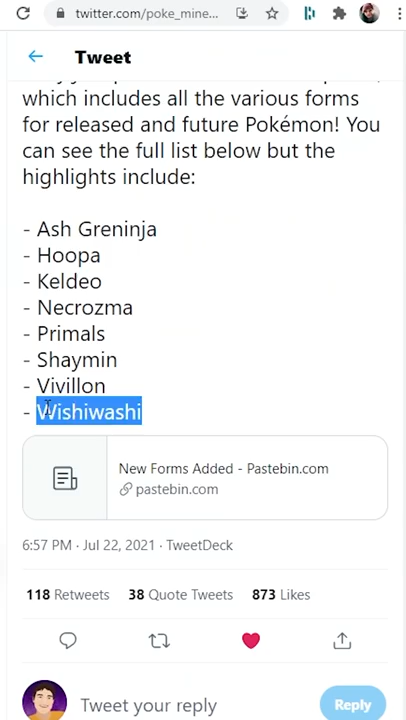 twitter.com/poke_mine...
Tweet
which includes all the various forms
for released and future Pokémon! You
can see the full list below but the
highlights include:
- Ash Greninja
- Hoopa
- Keldeo
- Necrozma
- Primals
- Shaymin
- Vivillon
- Wishiwashi
New Forms Added - Pastebin.com
pastebin.com
6:57 PM · Jul 22, 2021 · TweetDeck
118 Retweets 38 Quote Tweets 873 Likes
Tweet your reply
Reply